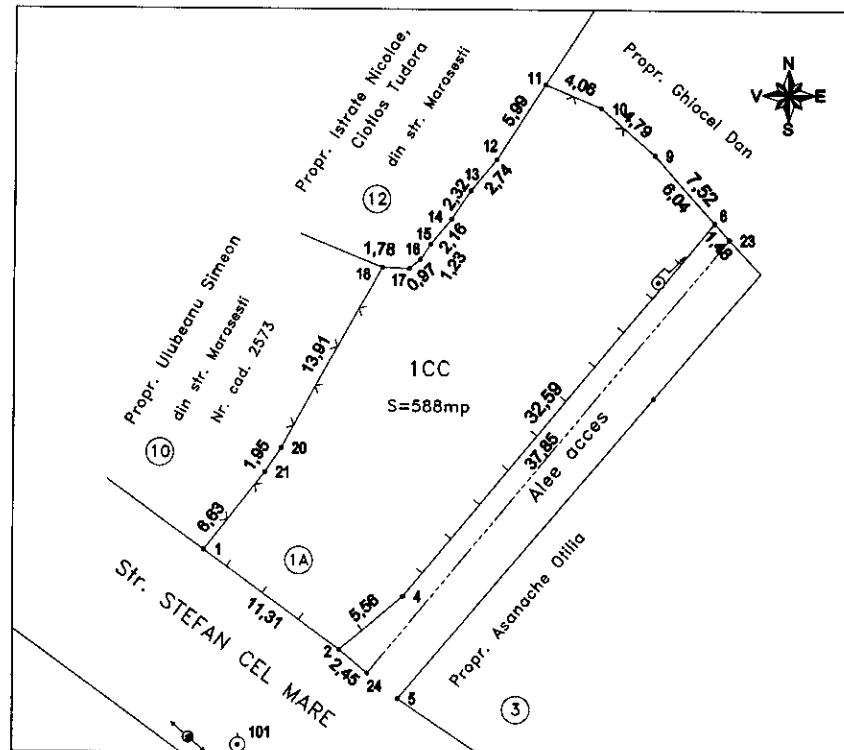 Propr. Istrate Nicolae,
Ciotlos Tudora
din str. Marasesti
12
Propr. Ghiocel Dan
N
V
E
S
11
4,06
10
4,79
9
7,52
6,04
6
1,48
23
5,99
12
2,74
13
2,32
14
2,16
15
1,23
16
0,97
17
1,78
18
Propr. Ulubeanu Simeon
din str. Marasesti
Nr. cad. 2573
10
13,91
1CC
S=588mp
20
1,95
21
6,63
1
1A
32,59
37,85
Alee acces
4
5,56
11,31
2
2,45
24
5
Propr. Asanache Otilia
3
Str. STEFAN CEL MARE
101